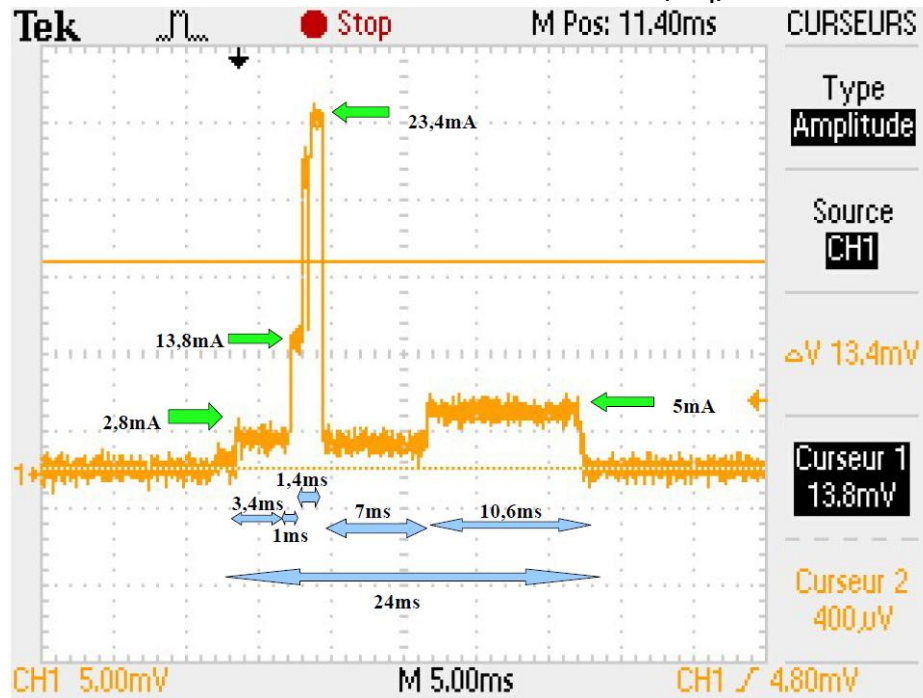 Tek Stop M Pos: 11.40ms CURSEURS
Type
Amplitude
23,4mA
Source
CH1
13,8mA
△V 13.4mV
2,8mA
5mA
1
Curseur 1
13.8mV
1,4ms
3,4ms
7ms
10,6ms
1ms
24ms
Curseur 2
400µV
CH1 5.00mV M 5.00ms CH1 4.80mV